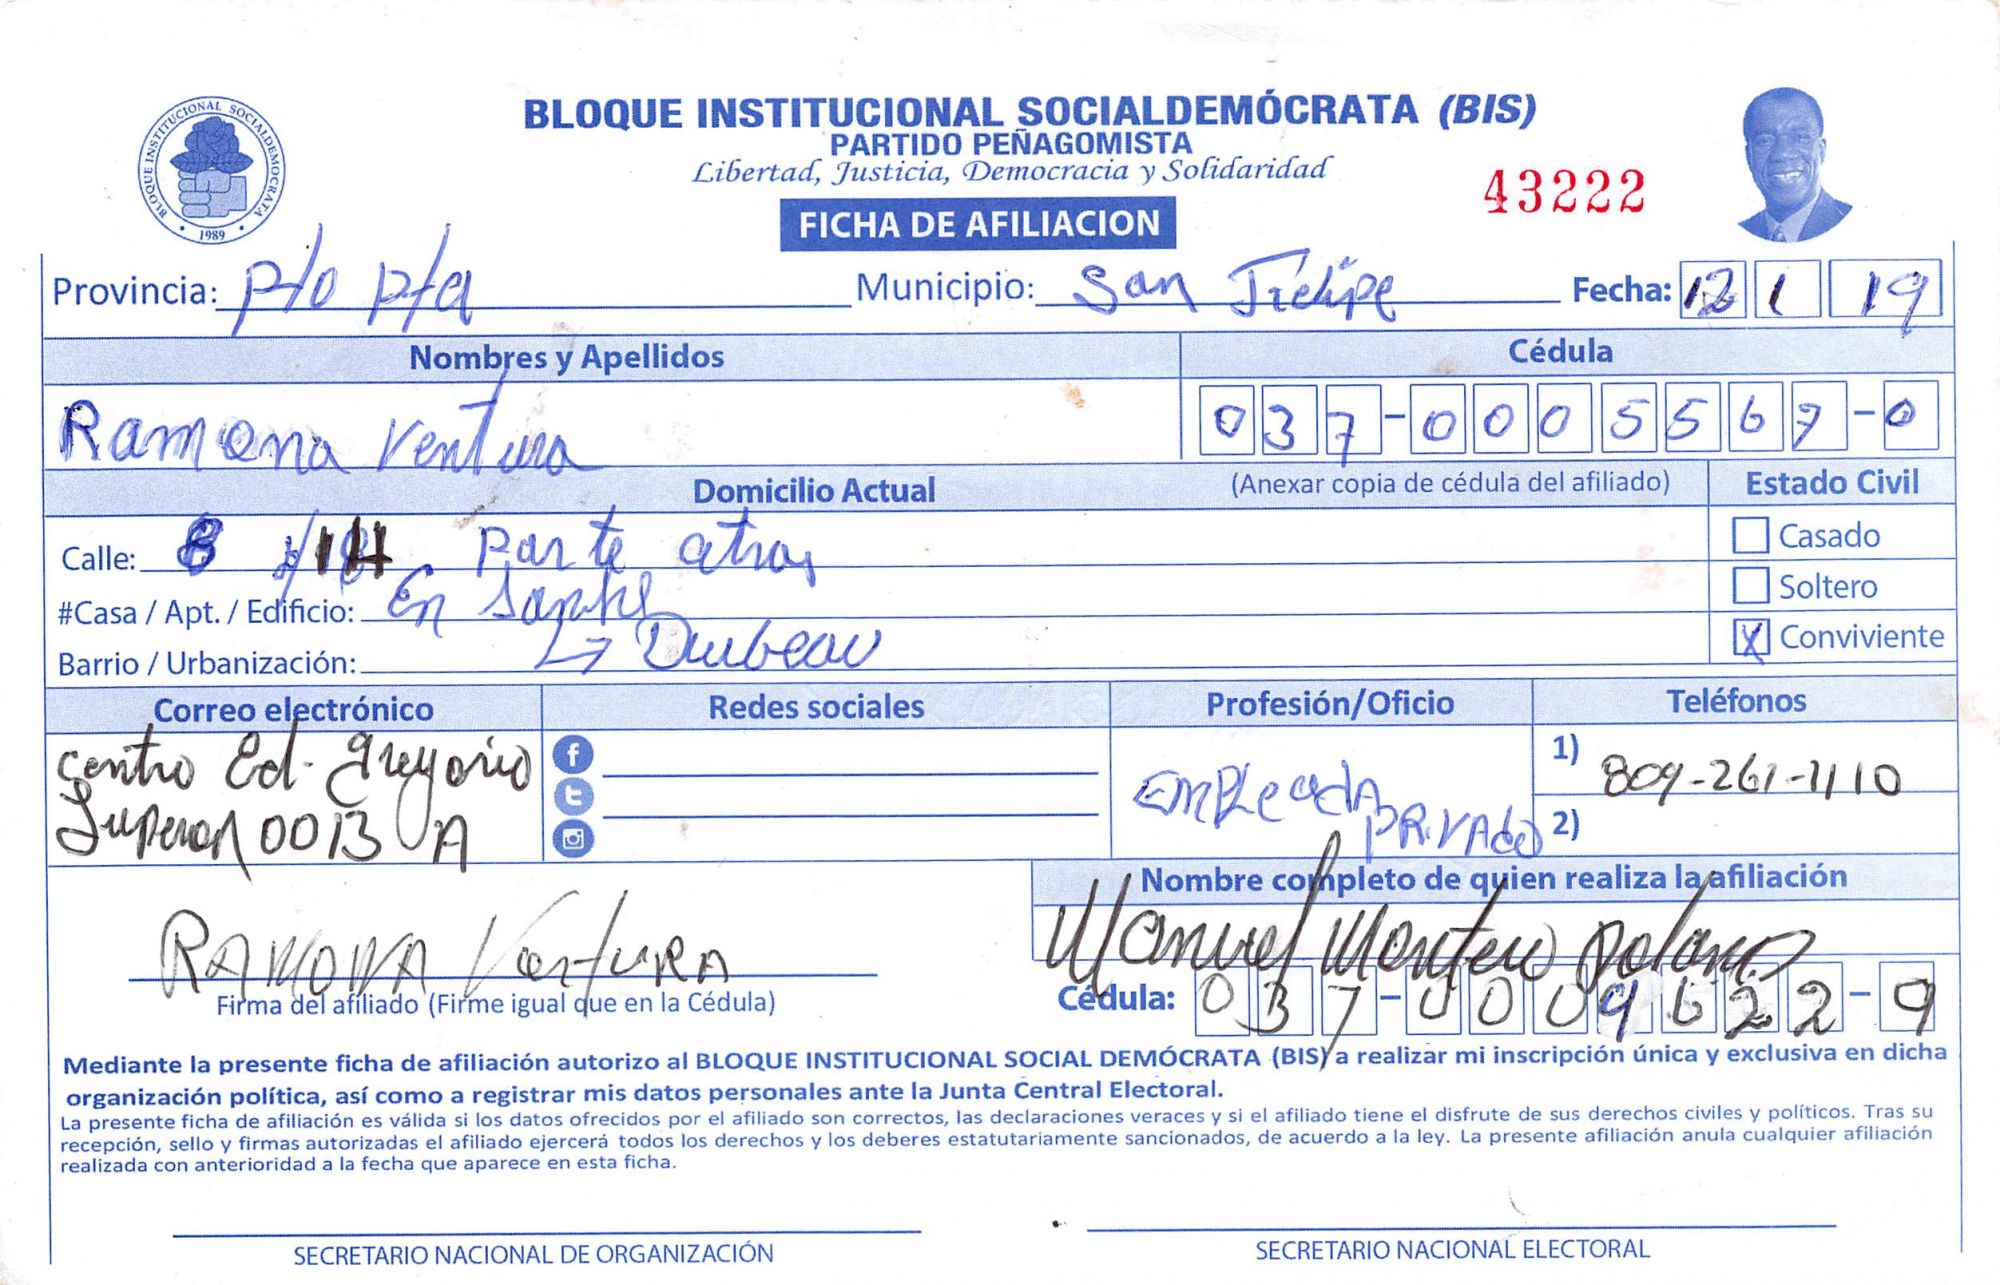 BLOQUE INSTITUCIONAL SOCIALDEMOCRATA
1989
BLOQUE INSTITUCIONAL SOCIALDEMÓCRATA (BIS)
PARTIDO PEÑAGOMISTA
Libertad, Justicia, Democracia y Solidaridad
43222
FICHA DE AFILIACION
Provincia: P/o P/a Municipio: San Felipe Fecha: 12 1 19
Nombres y Apellidos Cédula
Ramona Ventura 037-0005567-0
Domicilio Actual (Anexar copia de cédula del afiliado) Estado Civil
Calle: 8 Parte atras Casado
#Casa / Apt. / Edificio: En Soltero
Barrio / Urbanización: Dubeau X Conviviente
Correo electrónico Redes sociales Profesión/Oficio Teléfonos
centro Ed. Gregorio f EMPLEADA 1) 809-261-1110
Luperon 0013 A PRIVADO 2)
Nombre completo de quien realiza la afiliación
RAMONA VENTURA Manuel Montero Polanco
Firma del afiliado (Firme igual que en la Cédula) Cédula: 037-0009622-9
Mediante la presente ficha de afiliación autorizo al BLOQUE INSTITUCIONAL SOCIAL DEMÓCRATA (BIS) a realizar mi inscripción única y exclusiva en dicha
organización política, así como a registrar mis datos personales ante la Junta Central Electoral.
La presente ficha de afiliación es válida si los datos ofrecidos por el afiliado son correctos, las declaraciones veraces y si el afiliado tiene el disfrute de sus derechos civiles y políticos. Tras su
recepción, sello y firmas autorizadas el afiliado ejercerá todos los derechos y los deberes estatutariamente sancionados, de acuerdo a la ley. La presente afiliación anula cualquier afiliación
realizada con anterioridad a la fecha que aparece en esta ficha.
SECRETARIO NACIONAL DE ORGANIZACIÓN SECRETARIO NACIONAL ELECTORAL